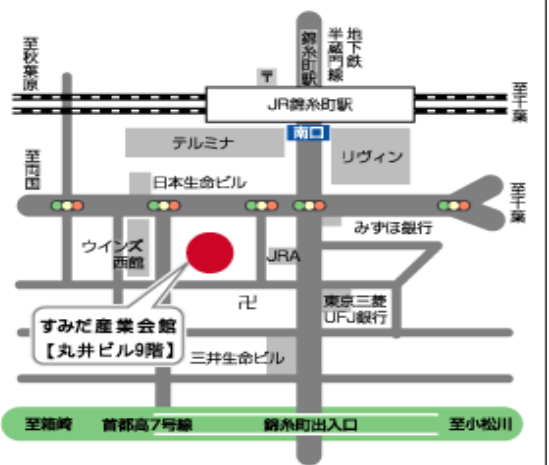 至秋葉原
錦糸町駅
地下鉄
半蔵門線
〒
JR錦糸町駅
至千葉
南口
テルミナ
リヴィン
至両国
日本生命ビル
至千葉
みずほ銀行
ウインズ
西館
JRA
卍
東京三菱
UFJ銀行
すみだ産業会館
【丸井ビル9階】
三井生命ビル
至箱崎
首都高7号線
錦糸町出入口
至小松川